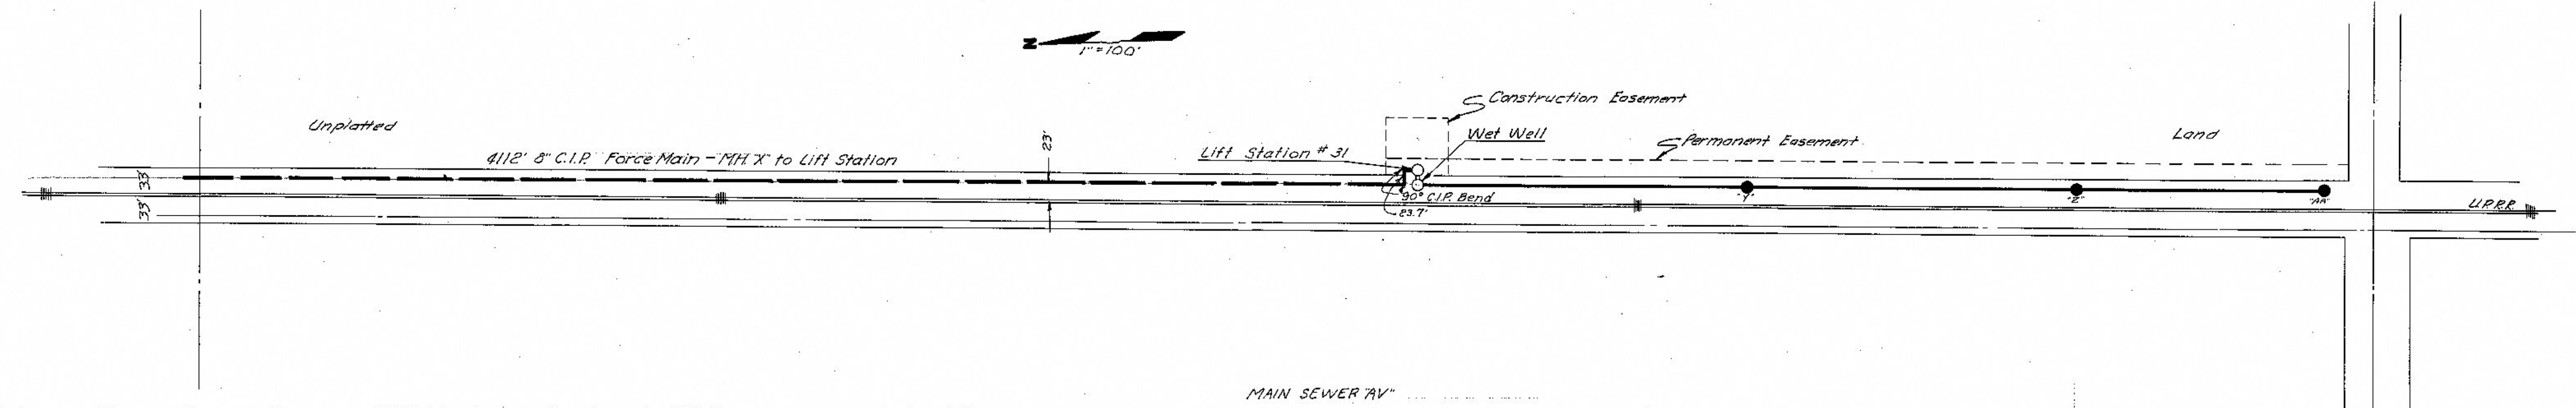 N
1" = 100'
Construction Easement
Unplatted
Wet Well
Land
23'
Permanent Easement
4112' 8" C.I.P. Force Main - M.H. "X" to Lift Station
Lift Station # 31
33'
33'
90° C.I.P. Bend
23.7'
"Y"
"Z"
"AA"
U.P.R.R.
MAIN SEWER "AV"